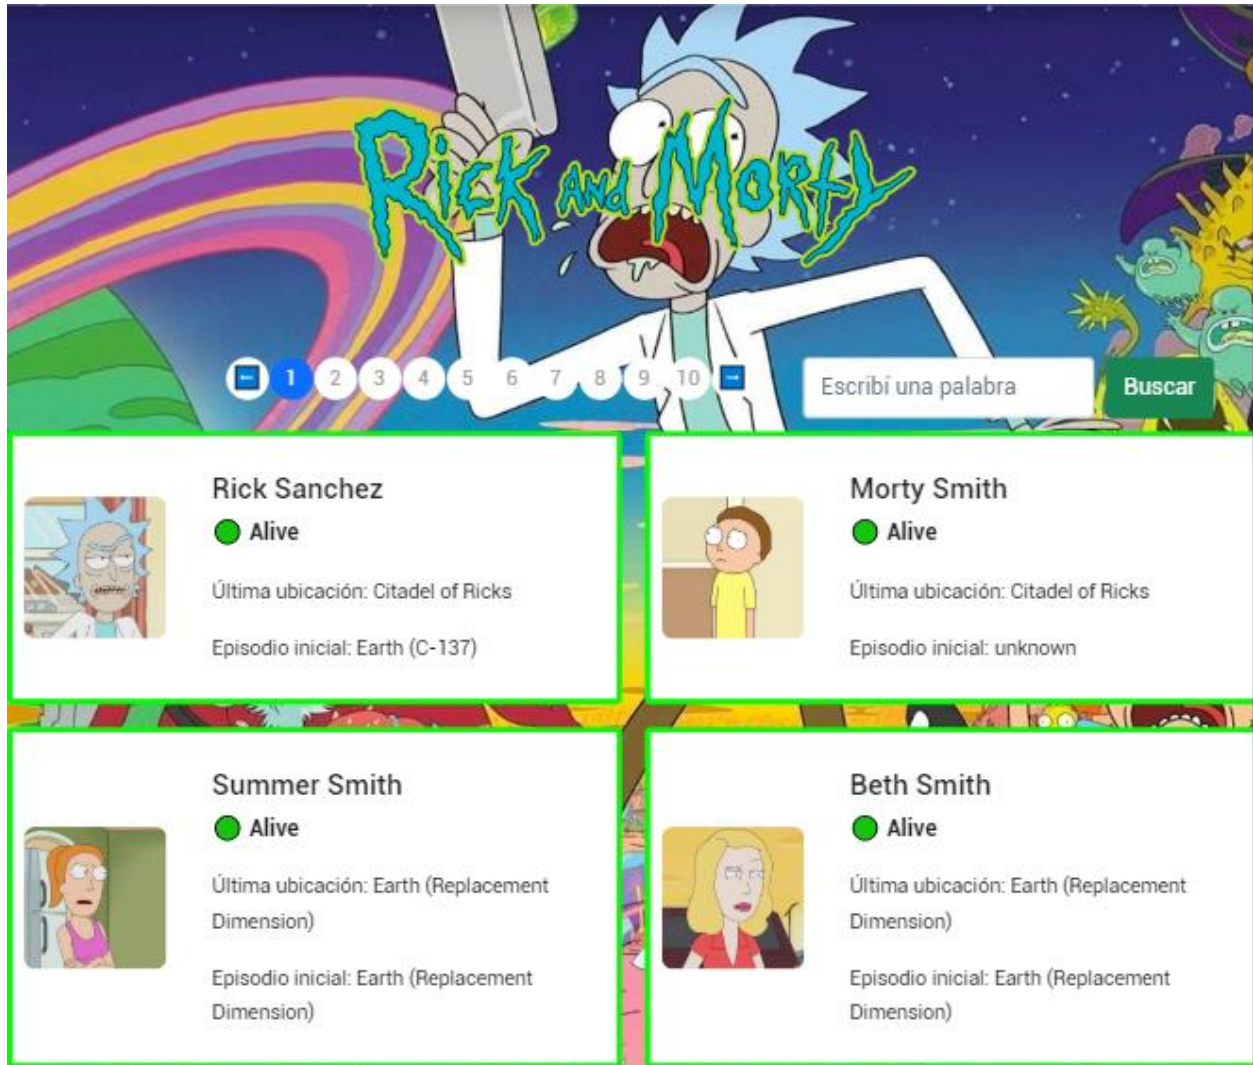 Rick and Morty
← 1 2 3 4 5 6 7 8 9 10 →
Escribí una palabra
Buscar
Rick Sanchez
Alive
Última ubicación: Citadel of Ricks
Episodio inicial: Earth (C-137)
Morty Smith
Alive
Última ubicación: Citadel of Ricks
Episodio inicial: unknown
Summer Smith
Alive
Última ubicación: Earth (Replacement
Dimension)
Episodio inicial: Earth (Replacement
Dimension)
Beth Smith
Alive
Última ubicación: Earth (Replacement
Dimension)
Episodio inicial: Earth (Replacement
Dimension)